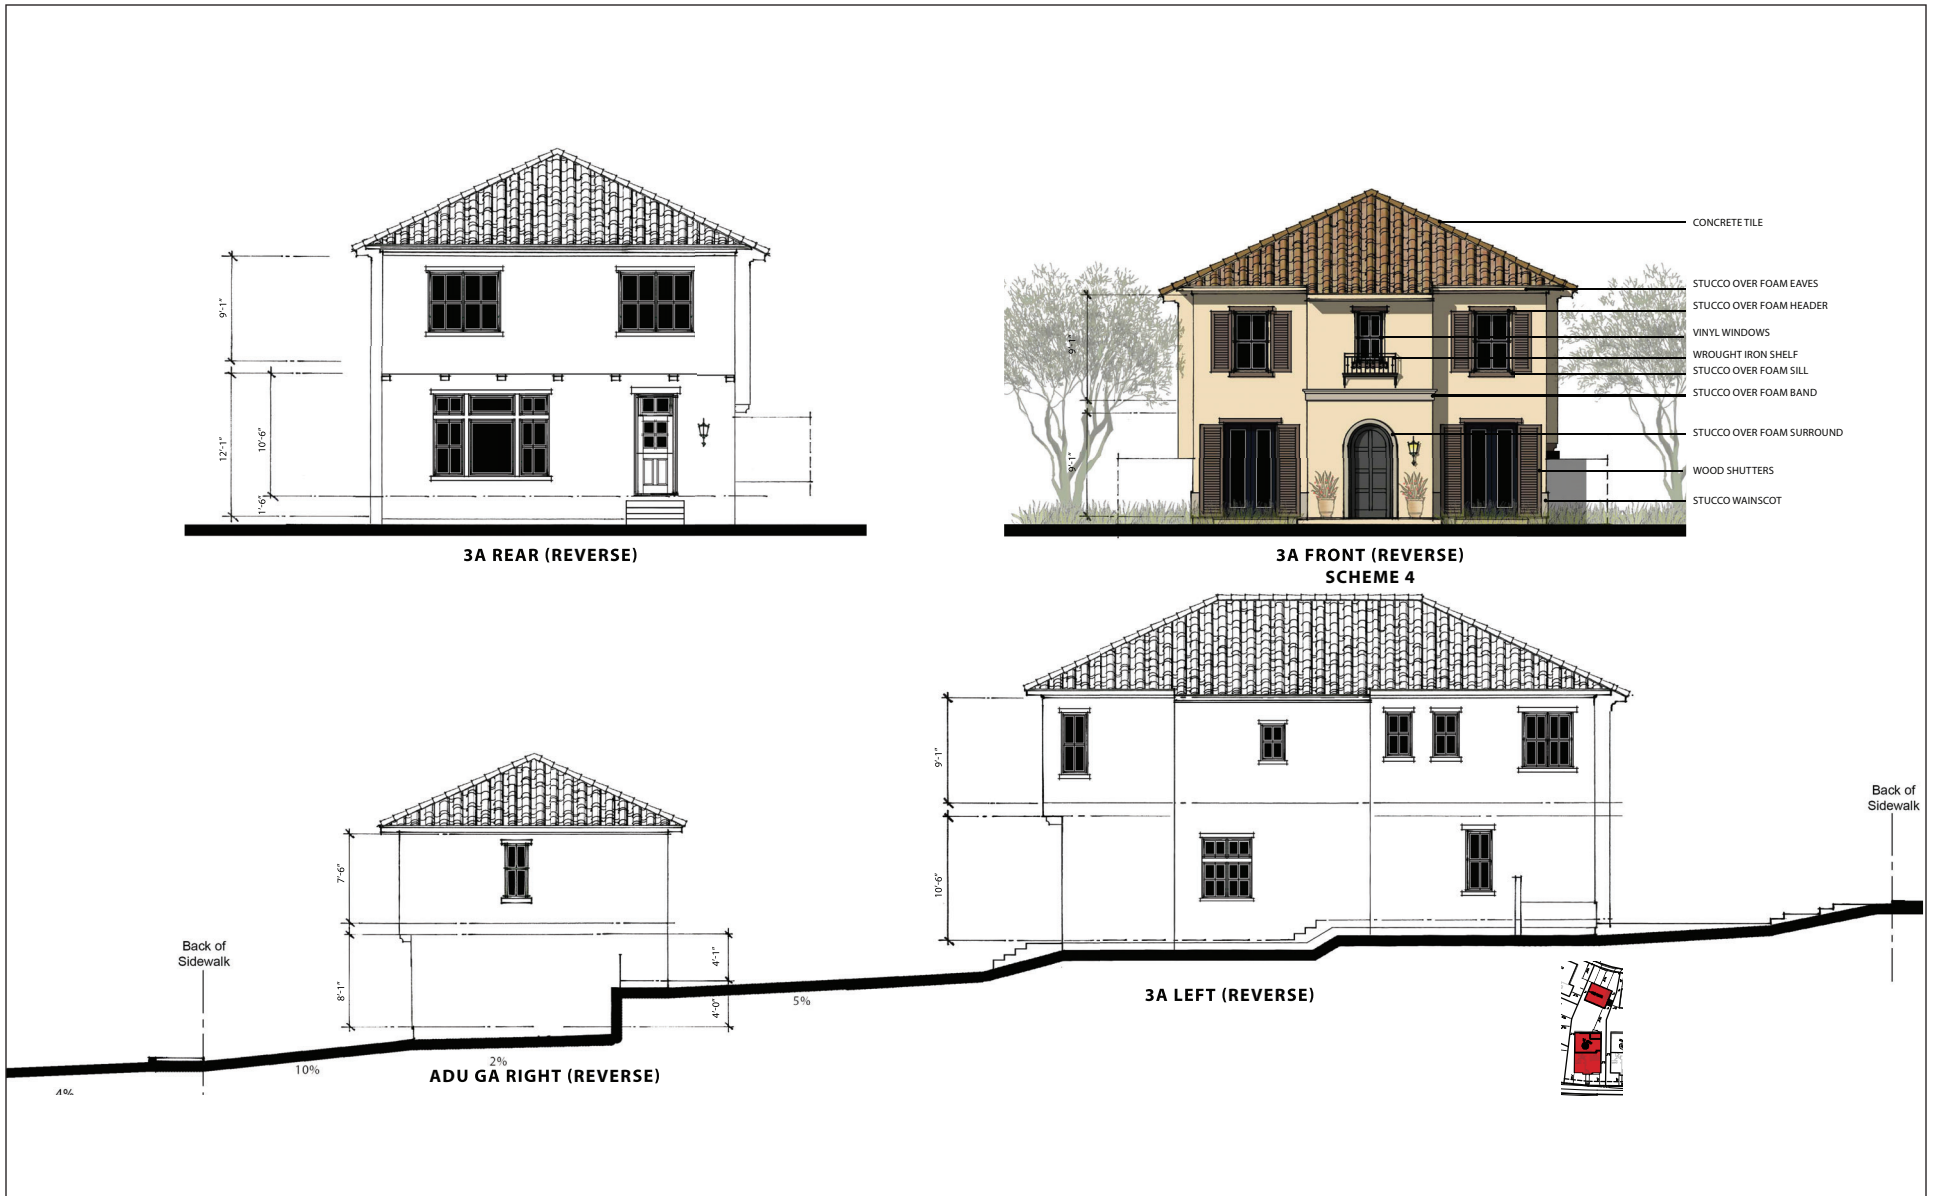 9'-1"
12'-1"
10'-6"
1'-6"
3A REAR (REVERSE)
9'-1"
9'-1"
CONCRETE TILE
STUCCO OVER FOAM EAVES
STUCCO OVER FOAM HEADER
VINYL WINDOWS
WROUGHT IRON SHELF
STUCCO OVER FOAM SILL
STUCCO OVER FOAM BAND
STUCCO OVER FOAM SURROUND
WOOD SHUTTERS
STUCCO WAINSCOT
3A FRONT (REVERSE)
SCHEME 4
9'-1"
10'-6"
Back of
Sidewalk
3A LEFT (REVERSE)
7'-6"
8'-1"
4'-1"
4'-0"
Back of
Sidewalk
5%
2%
10%
4%
ADU GA RIGHT (REVERSE)